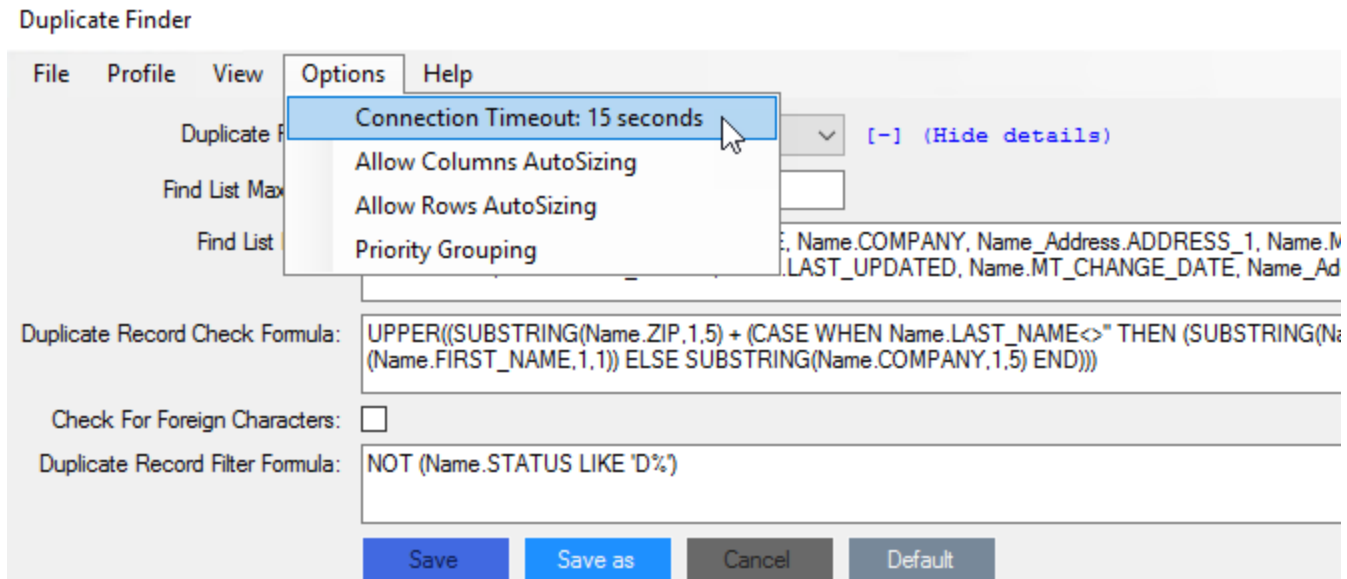 Duplicate Finder
File Profile View Options Help
Connection Timeout: 15 seconds
Duplicate [-] (Hide details)
Allow Columns AutoSizing
Find List Max
Allow Rows AutoSizing
Find List , Name.COMPANY, Name_Address.ADDRESS_1, Name.M
Priority Grouping
.LAST_UPDATED, Name.MT_CHANGE_DATE, Name_Ad
Duplicate Record Check Formula: UPPER((SUBSTRING(Name.ZIP,1,5) + (CASE WHEN Name.LAST_NAME<>'' THEN (SUBSTRING(Na
(Name.FIRST_NAME,1,1)) ELSE SUBSTRING(Name.COMPANY,1,5) END)))
Check For Foreign Characters:
Duplicate Record Filter Formula: NOT (Name.STATUS LIKE 'D%')
Save Save as Cancel Default